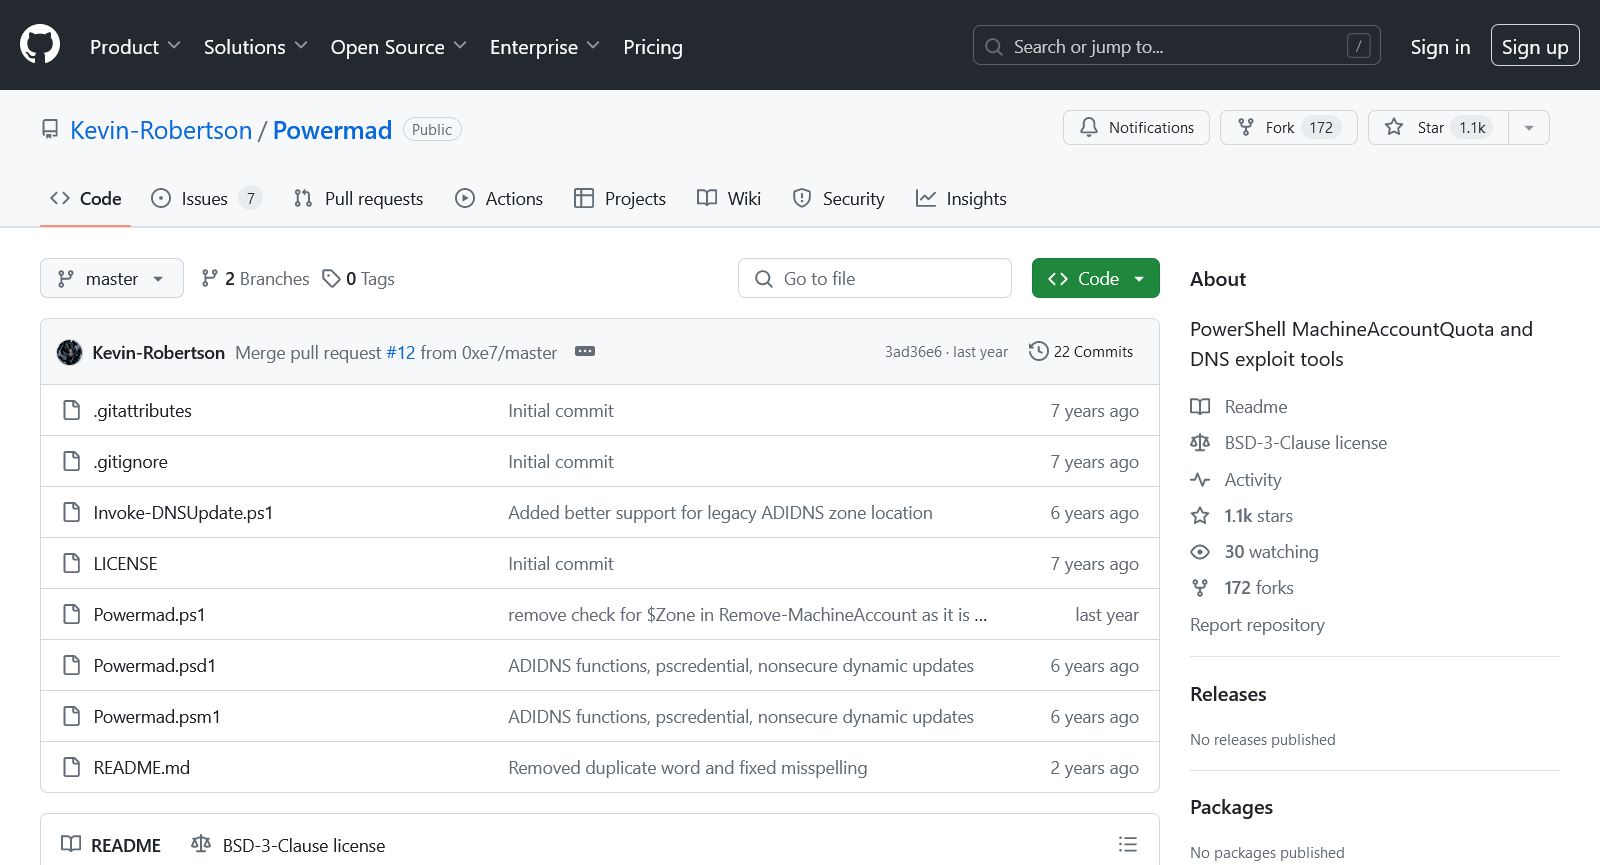 Product Solutions Open Source Enterprise Pricing Search or jump to... / Sign in Sign up
Kevin-Robertson / Powermad Public Notifications Fork 172 Star 1.1k
Code Issues 7 Pull requests Actions Projects Wiki Security Insights
master 2 Branches 0 Tags Go to file Code
Kevin-Robertson Merge pull request #12 from 0xe7/master 3ad36e6 · last year 22 Commits
.gitattributes Initial commit 7 years ago
.gitignore Initial commit 7 years ago
Invoke-DNSUpdate.ps1 Added better support for legacy ADIDNS zone location 6 years ago
LICENSE Initial commit 7 years ago
Powermad.ps1 remove check for $Zone in Remove-MachineAccount as it is ... last year
Powermad.psd1 ADIDNS functions, pscredential, nonsecure dynamic updates 6 years ago
Powermad.psm1 ADIDNS functions, pscredential, nonsecure dynamic updates 6 years ago
README.md Removed duplicate word and fixed misspelling 2 years ago
README BSD-3-Clause license
About
PowerShell MachineAccountQuota and
DNS exploit tools
Readme
BSD-3-Clause license
Activity
1.1k stars
30 watching
172 forks
Report repository
Releases
No releases published
Packages
No packages published